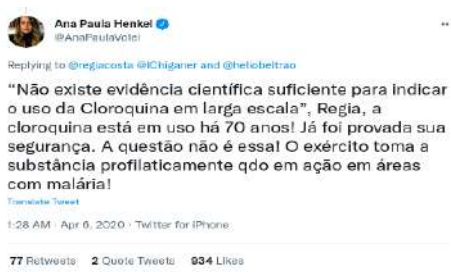 Ana Paula Henkel
@AnaPaulaVolei
Replying to @regiacosta @IChiganer and @heliobeltrao
“Não existe evidência científica suficiente para indicar
o uso da Cloroquina em larga escala”, Regia, a
cloroquina está em uso há 70 anos! Já foi provada sua
segurança. A questão não é essa! O exército toma a
substância profilaticamente qdo em ação em áreas
com malária!
Translate Tweet
1:28 AM · Apr 6, 2020 · Twitter for iPhone
77 Retweets 2 Quote Tweets 934 Likes